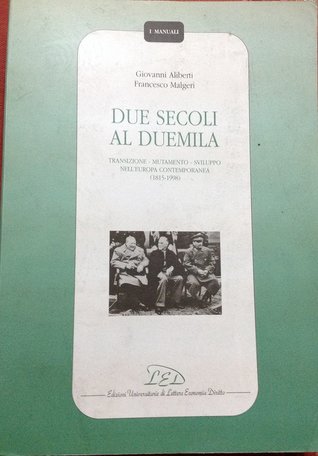 I MANUALI
Giovanni Aliberti
Francesco Malgeri
DUE SECOLI
AL DUEMILA
TRANSIZIONE - MUTAMENTO - SVILUPPO
NELL'EUROPA CONTEMPORANEA
(1815-1998)
LED
Edizioni Universitarie di Lettere Economia Diritto